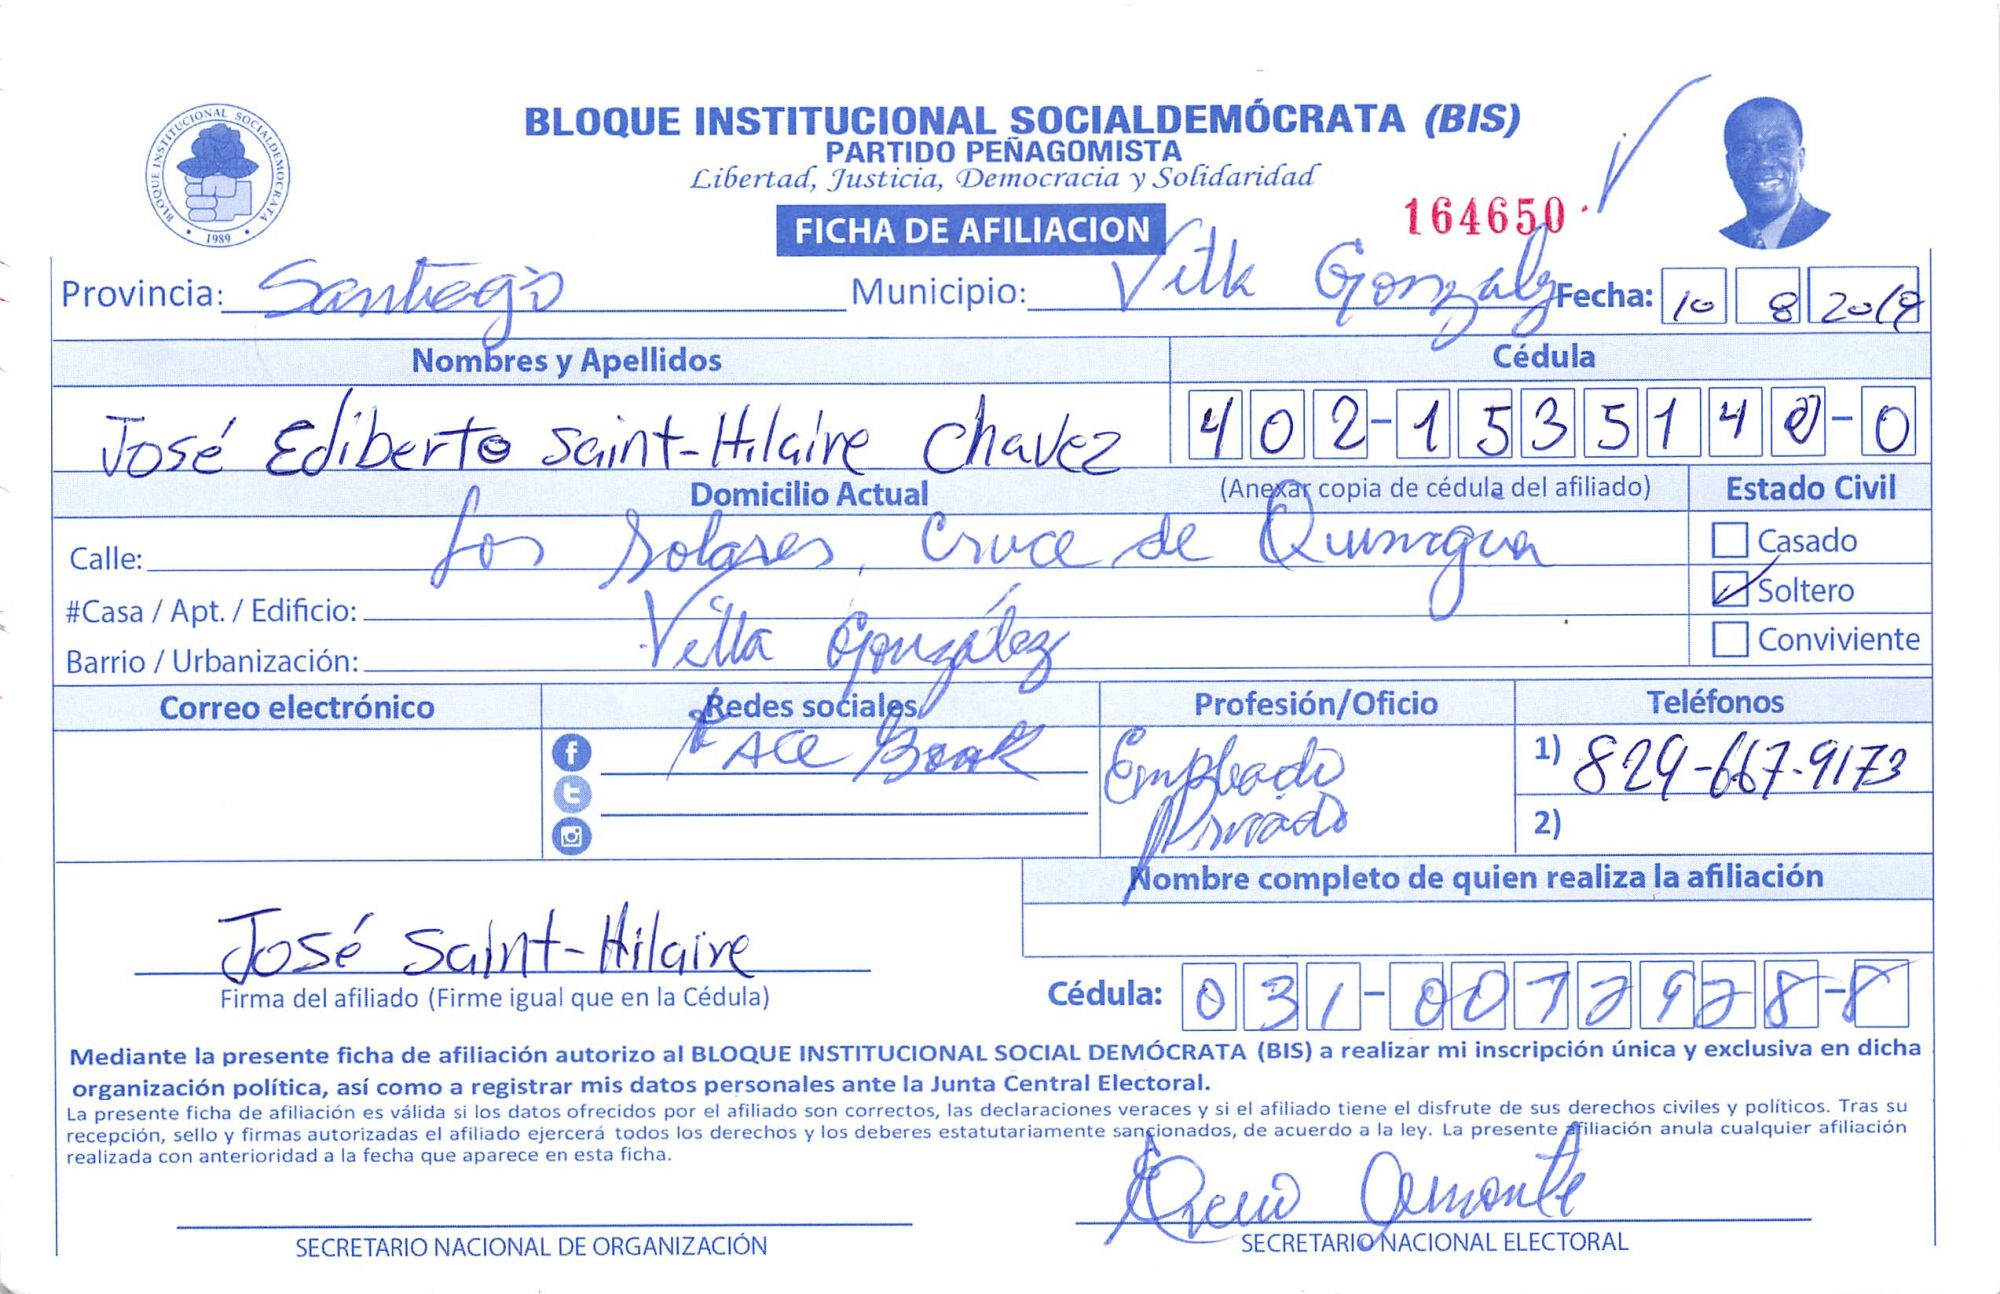 BLOQUE INSTITUCIONAL SOCIALDEMÓCRATA (BIS)
PARTIDO PEÑAGOMISTA
Libertad, Justicia, Democracia y Solidaridad
BLOQUE INSTITUCIONAL SOCIALDEMOCRATA
1989
FICHA DE AFILIACION
164650
Provincia: Santiago Municipio: Villa González Fecha: 10 8 2019
Nombres y Apellidos Cédula
José Ediberto Saint-Hilaire Chavez 402-1535140-0
Domicilio Actual (Anexar copia de cédula del afiliado) Estado Civil
Calle: Los Solares, Cruce de Quinigua
Casado
#Casa / Apt. / Edificio:
Soltero
Barrio / Urbanización: Villa González
Conviviente
Correo electrónico Redes sociales Profesión/Oficio Teléfonos
Face Book Empleado Privado 1) 829-667-9173
2)
Nombre completo de quien realiza la afiliación
José Saint-Hilaire
Firma del afiliado (Firme igual que en la Cédula)
Cédula: 031-0072928-8
Mediante la presente ficha de afiliación autorizo al BLOQUE INSTITUCIONAL SOCIAL DEMÓCRATA (BIS) a realizar mi inscripción única y exclusiva en dicha
organización política, así como a registrar mis datos personales ante la Junta Central Electoral.
La presente ficha de afiliación es válida si los datos ofrecidos por el afiliado son correctos, las declaraciones veraces y si el afiliado tiene el disfrute de sus derechos civiles y políticos. Tras su
recepción, sello y firmas autorizadas el afiliado ejercerá todos los derechos y los deberes estatutariamente sancionados, de acuerdo a la ley. La presente afiliación anula cualquier afiliación
realizada con anterioridad a la fecha que aparece en esta ficha.
SECRETARIO NACIONAL DE ORGANIZACIÓN
SECRETARIO NACIONAL ELECTORAL